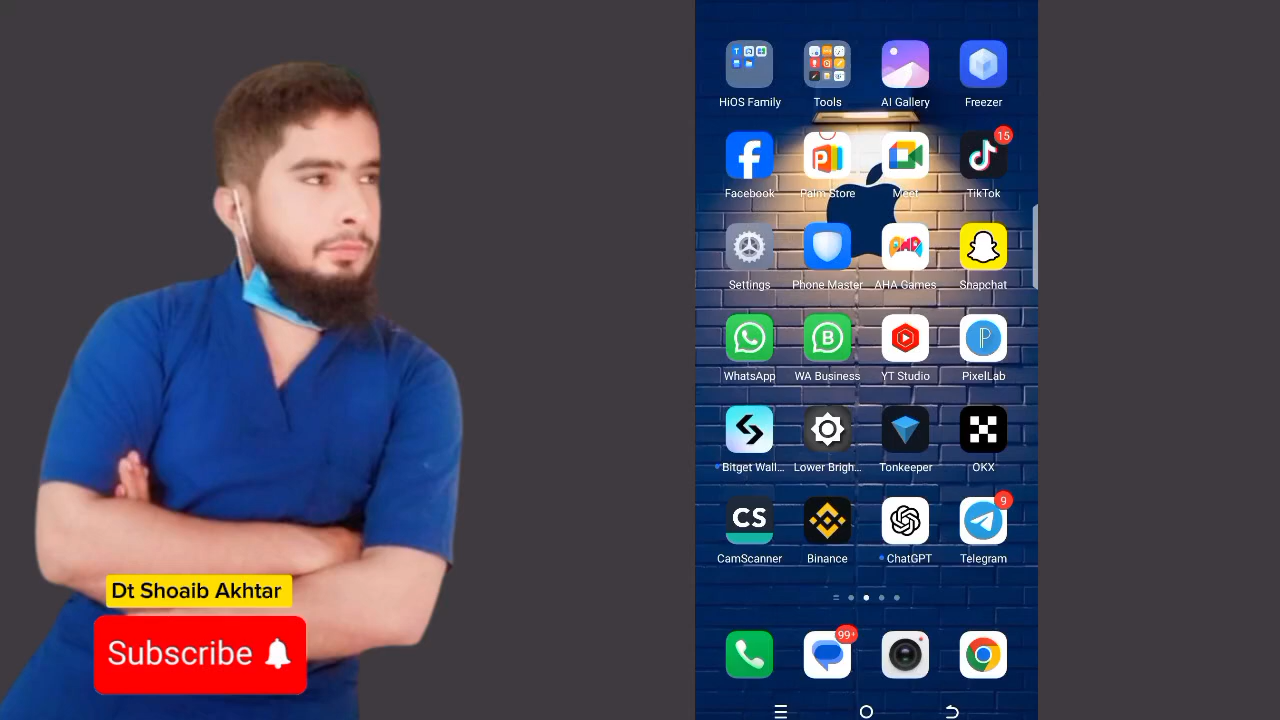 HiOS Family
Tools
AI Gallery
Freezer
15
Facebook
Palm Store
Meet
TikTok
Settings
Phone Master
AHA Games
Snapchat
WhatsApp
WA Business
YT Studio
PixelLab
Bitget Wall...
Lower Brigh...
Tonkeeper
OKX
CS
9
CamScanner
Binance
ChatGPT
Telegram
99+
Dt Shoaib Akhtar
Subscribe